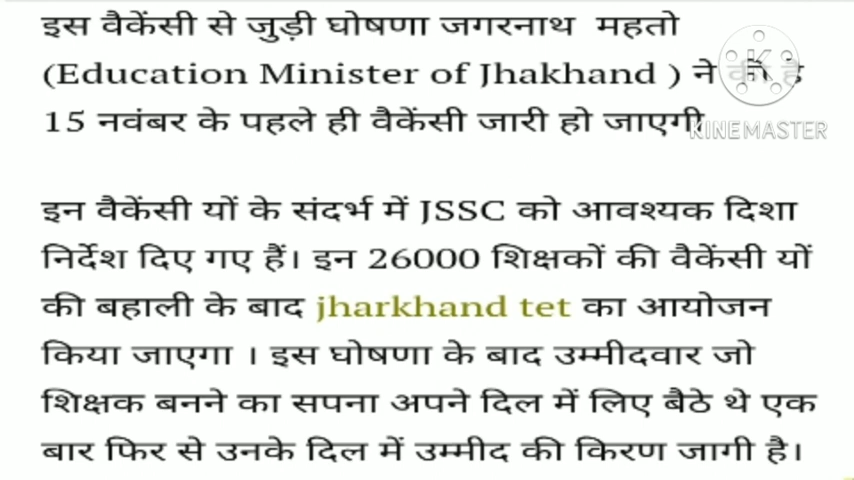 इस वैकेंसी से जुड़ी घोषणा जगरनाथ महतो
(Education Minister of Jhakhand ) ने की है
15 नवंबर के पहले ही वैकेंसी जारी हो जाएगी
KINEMASTER
इन वैकेंसी यों के संदर्भ में JSSC को आवश्यक दिशा
निर्देश दिए गए हैं। इन 26000 शिक्षकों की वैकेंसी यों
की बहाली के बाद jharkhand tet का आयोजन
किया जाएगा । इस घोषणा के बाद उम्मीदवार जो
शिक्षक बनने का सपना अपने दिल में लिए बैठे थे एक
बार फिर से उनके दिल में उम्मीद की किरण जागी है।